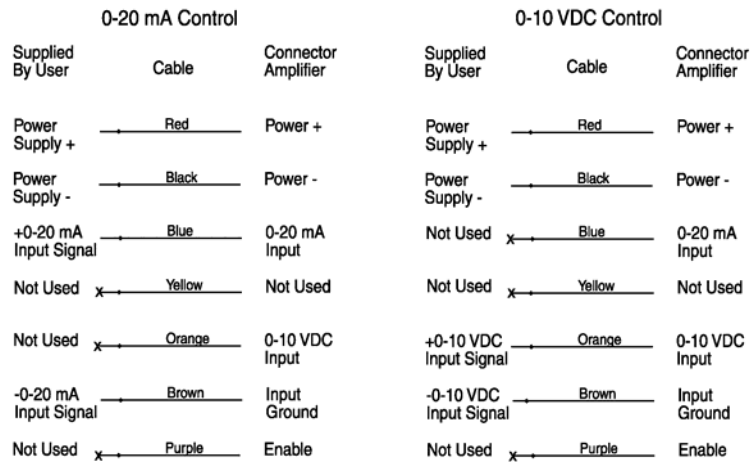 0-20 mA Control
Supplied
By User
Cable
Connector
Amplifier
Power
Supply +
Red
Power +
Power
Supply -
Black
Power -
+0-20 mA
Input Signal
Blue
0-20 mA
Input
Not Used
x
Yellow
Not Used
Not Used
x
Orange
0-10 VDC
Input
-0-20 mA
Input Signal
Brown
Input
Ground
Not Used
x
Purple
Enable
0-10 VDC Control
Supplied
By User
Cable
Connector
Amplifier
Power
Supply +
Red
Power +
Power
Supply -
Black
Power -
Not Used
x
Blue
0-20 mA
Input
Not Used
x
Yellow
Not Used
+0-10 VDC
Input Signal
Orange
0-10 VDC
Input
-0-10 VDC
Input Signal
Brown
Input
Ground
Not Used
x
Purple
Enable